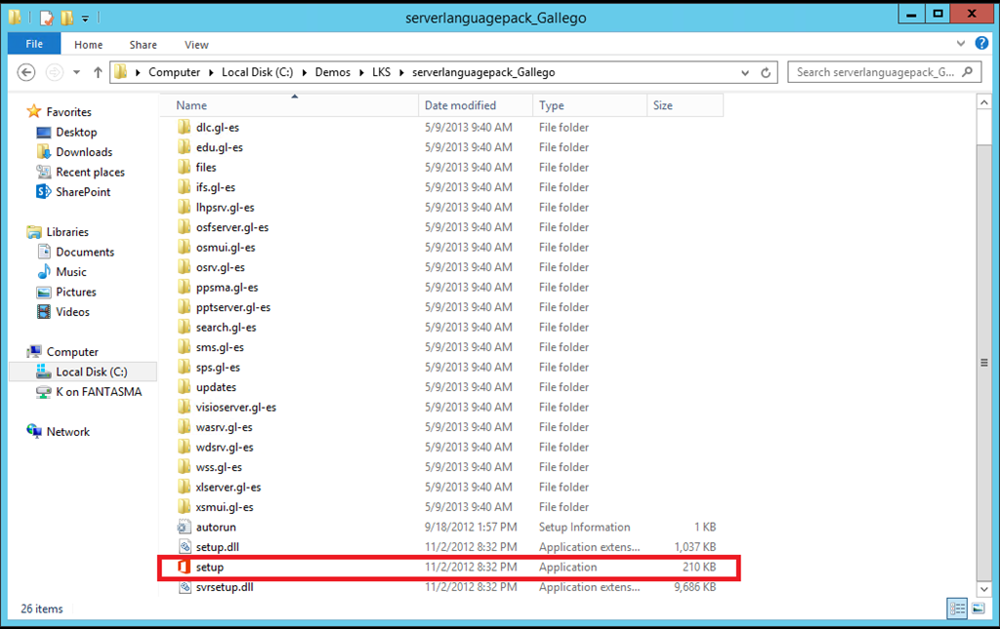 serverlanguagepack_Gallego
File Home Share View
Computer Local Disk (C:) Demos LKS serverlanguagepack_Gallego Search serverlanguagepack_G...
Name Date modified Type Size
Favorites
Desktop
Downloads
Recent places
SharePoint
Libraries
Documents
Music
Pictures
Videos
Computer
Local Disk (C:)
K on FANTASMA
Network
dlc.gl-es 5/9/2013 9:40 AM File folder
edu.gl-es 5/9/2013 9:40 AM File folder
files 5/9/2013 9:40 AM File folder
ifs.gl-es 5/9/2013 9:40 AM File folder
lhpsrv.gl-es 5/9/2013 9:40 AM File folder
osfserver.gl-es 5/9/2013 9:40 AM File folder
osmui.gl-es 5/9/2013 9:40 AM File folder
osrv.gl-es 5/9/2013 9:40 AM File folder
ppsma.gl-es 5/9/2013 9:40 AM File folder
pptserver.gl-es 5/9/2013 9:40 AM File folder
search.gl-es 5/9/2013 9:40 AM File folder
sms.gl-es 5/9/2013 9:40 AM File folder
sps.gl-es 5/9/2013 9:40 AM File folder
updates 5/9/2013 9:40 AM File folder
visioserver.gl-es 5/9/2013 9:40 AM File folder
wasrv.gl-es 5/9/2013 9:40 AM File folder
wdsrv.gl-es 5/9/2013 9:40 AM File folder
wss.gl-es 5/9/2013 9:40 AM File folder
xlserver.gl-es 5/9/2013 9:40 AM File folder
xsmui.gl-es 5/9/2013 9:40 AM File folder
autorun 9/18/2012 1:57 PM Setup Information 1 KB
setup.dll 11/2/2012 8:32 PM Application extens... 1,037 KB
setup 11/2/2012 8:32 PM Application 210 KB
svrsetup.dll 11/2/2012 8:32 PM Application extens... 9,686 KB
26 items